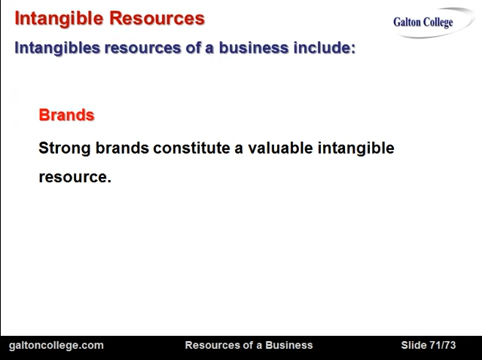 Intangible Resources
Galton College
Intangibles resources of a business include:
Brands
Strong brands constitute a valuable intangible
resource.
galtoncollege.com Resources of a Business Slide 71/73